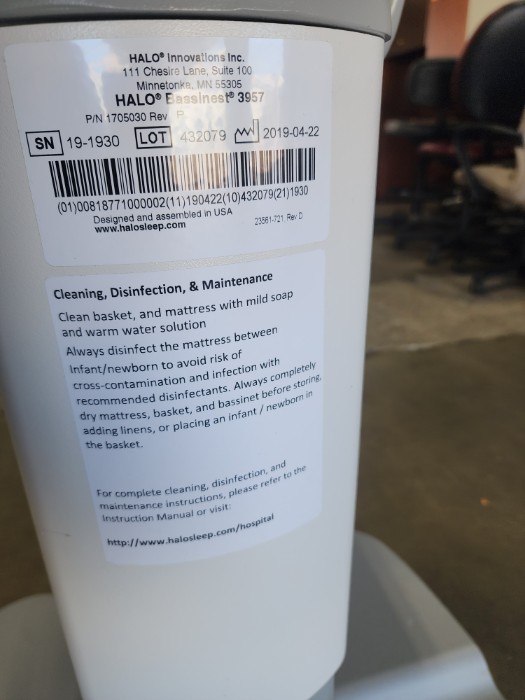 HALO® Innovations Inc.
111 Chesire Lane, Suite 100
Minnetonka, MN 55305
HALO® Bassinest® 3957
P/N 1705030 Rev P
SN 19-1930 LOT 432079 2019-04-22
(01)00818771000002(11)190422(10)432079(21)1930
Designed and assembled in USA
www.halosleep.com 23561-721 Rev D
Cleaning, Disinfection, & Maintenance
Clean basket, and mattress with mild soap
and warm water solution
Always disinfect the mattress between
infant/newborn to avoid risk of
cross-contamination and infection with
recommended disinfectants. Always completely
dry mattress, basket, and bassinet before storing,
adding linens, or placing an infant / newborn in
the basket.
For complete cleaning, disinfection, and
maintenance instructions, please refer to the
Instruction Manual or visit:
http://www.halosleep.com/hospital